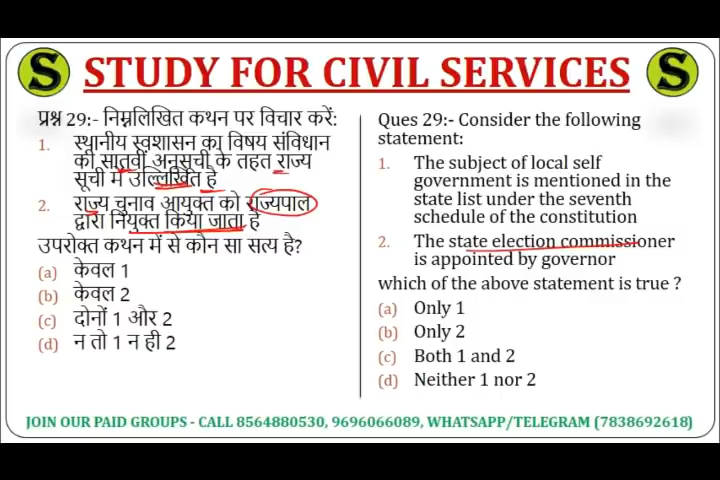 S
STUDY FOR CIVIL SERVICES
S
प्रश्न 29:- निम्नलिखित कथन पर विचार करें:
1. स्थानीय स्वशासन का विषय संविधान
की सातवीं अनुसूची के तहत राज्य
सूची में उल्लिखित है
2. राज्य चुनाव आयुक्त को राज्यपाल
द्वारा नियुक्त किया जाता है
उपरोक्त कथन में से कौन सा सत्य है?
(a) केवल 1
(b) केवल 2
(c) दोनों 1 और 2
(d) न तो 1 न ही 2
Ques 29:- Consider the following
statement:
1. The subject of local self
government is mentioned in the
state list under the seventh
schedule of the constitution
2. The state election commissioner
is appointed by governor
which of the above statement is true ?
(a) Only 1
(b) Only 2
(c) Both 1 and 2
(d) Neither 1 nor 2
JOIN OUR PAID GROUPS - CALL 8564880530, 9696066089, WHATSAPP/TELEGRAM (7838692618)